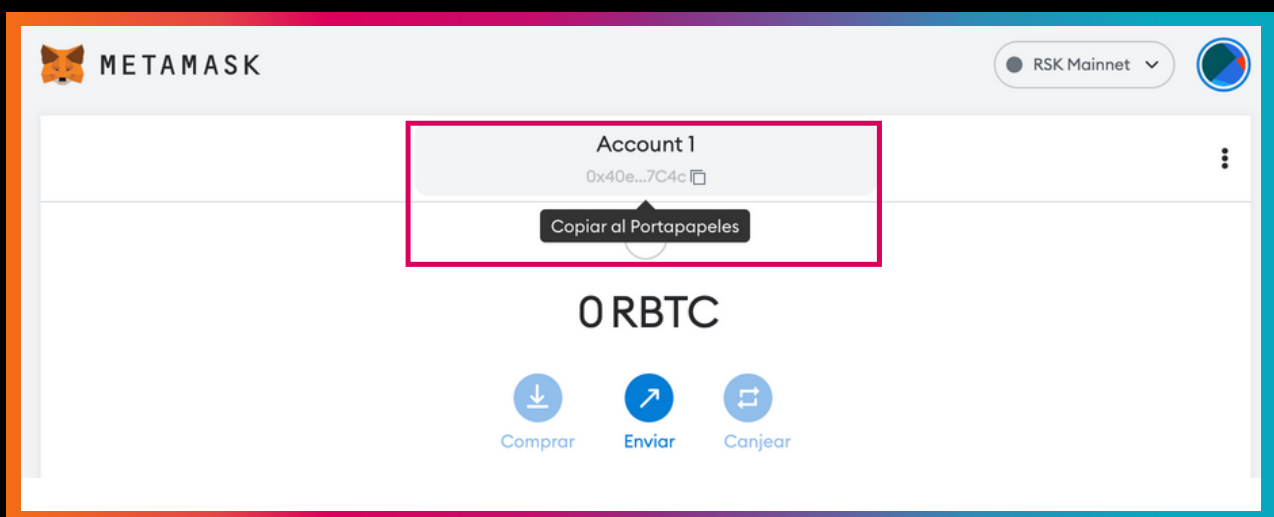 METAMASK
RSK Mainnet
Account 1
0x40e...7C4c
Copiar al Portapapeles
0 RBTC
Comprar
Enviar
Canjear